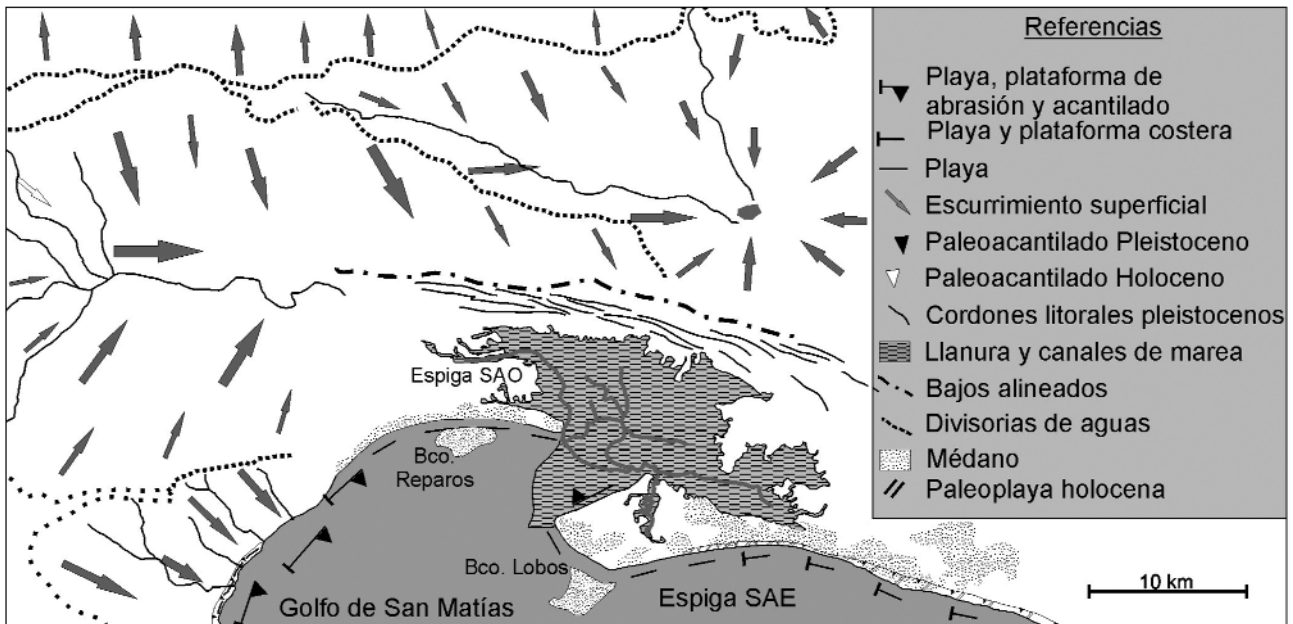 Referencias
Playa, plataforma de
abrasión y acantilado
Playa y plataforma costera
Playa
Escurrimiento superficial
Paleoacantilado Pleistoceno
Paleoacantilado Holoceno
Cordones litorales pleistocenos
Llanura y canales de marea
Bajos alineados
Divisorias de aguas
Médano
Paleoplaya holocena
Espiga SAO
Bco.
Reparos
Bco. Lobos
Golfo de San Matías
Espiga SAE
10 km